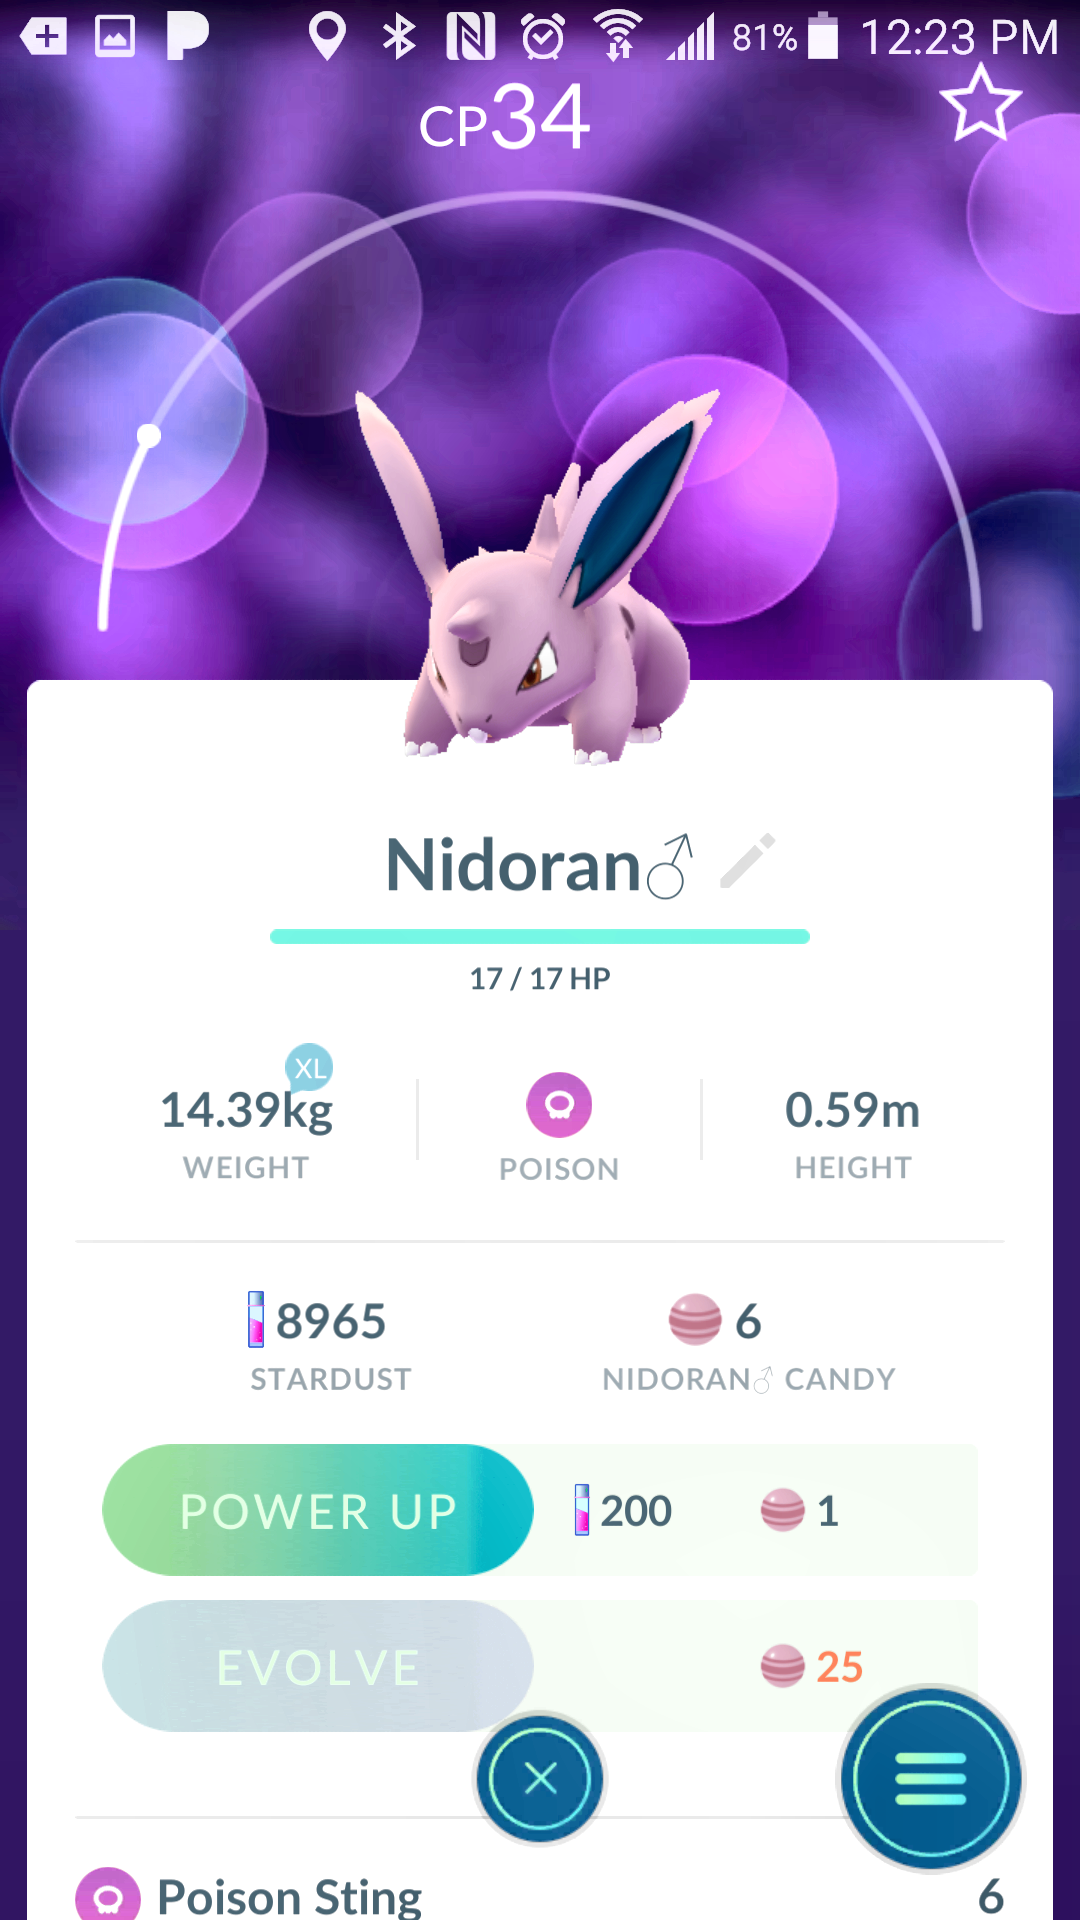 81% 12:23 PM
CP34
Nidoran♂
17 / 17 HP
XL
14.39kg
WEIGHT
POISON
0.59m
HEIGHT
8965
STARDUST
6
NIDORAN♂ CANDY
POWER UP 200 1
EVOLVE 25
Poison Sting 6